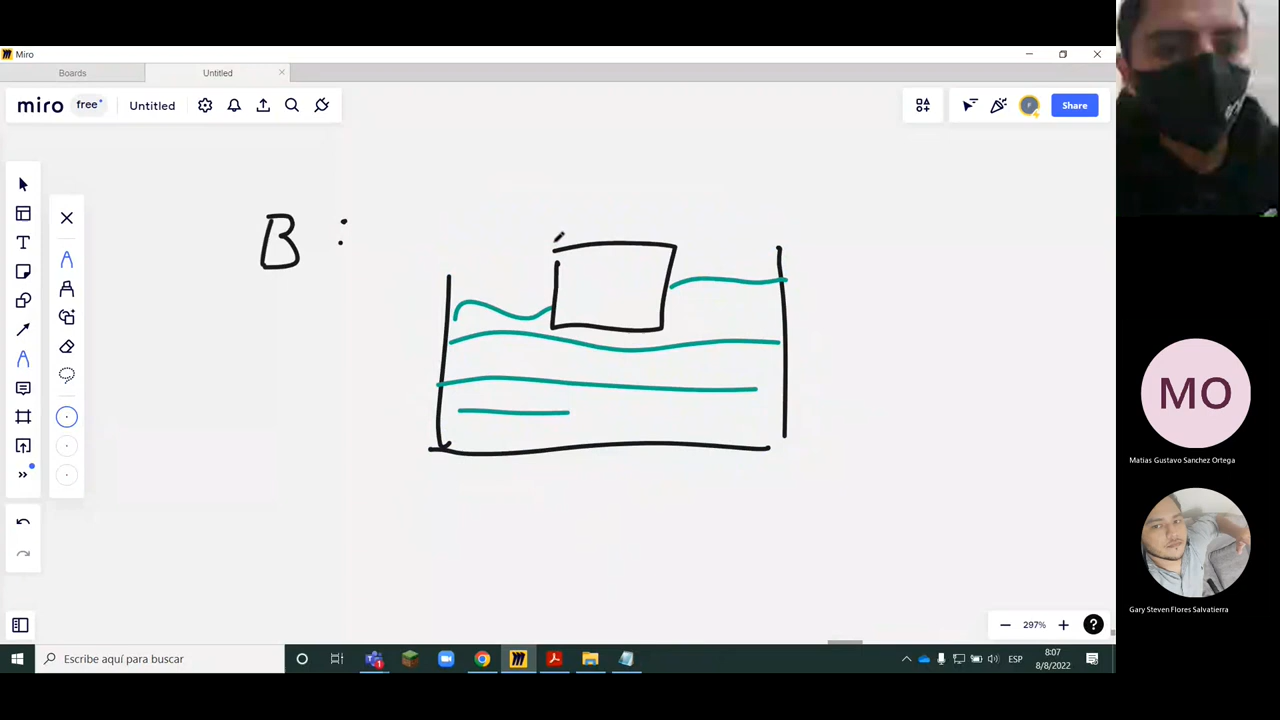 Miro
Boards
Untitled
miro free Untitled
Share
B :
MO
Matias Gustavo Sanchez Ortega
Gary Steven Flores Salvatierra
297%
?
Escribe aquí para buscar
ESP
8:07
8/8/2022